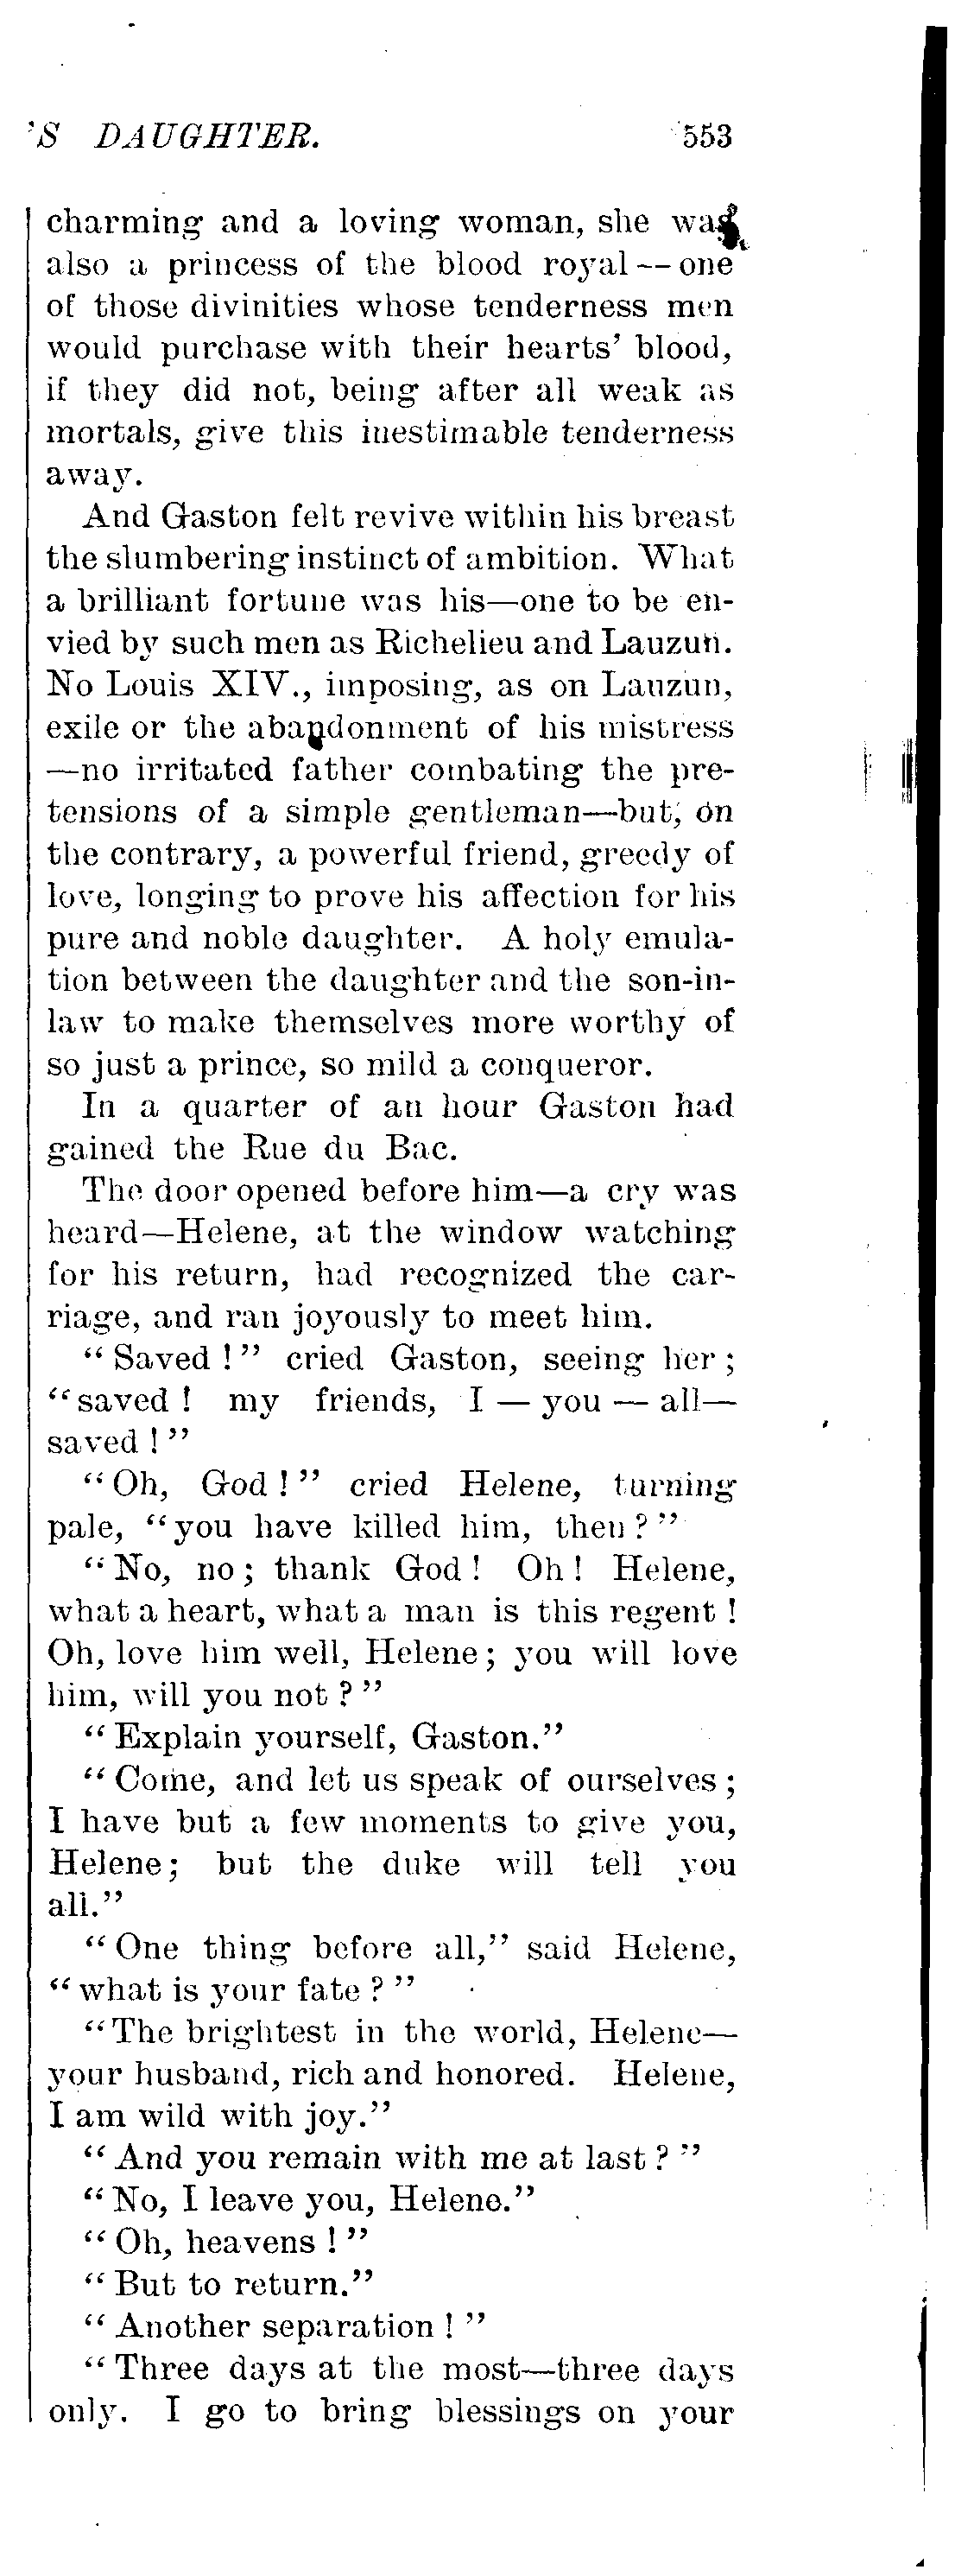 'S DAUGHTER. 553
charming and a loving woman, she was
also a princess of the blood royal -- one
of those divinities whose tenderness men
would purchase with their hearts' blood,
if they did not, being after all weak as
mortals, give this inestimable tenderness
away.
And Gaston felt revive within his breast
the slumbering instinct of ambition. What
a brilliant fortune was his—one to be en-
vied by such men as Richelieu and Lauzun.
No Louis XIV., imposing, as on Lauzun,
exile or the abandonment of his mistress
—no irritated father combating the pre-
tensions of a simple gentleman—but, on
the contrary, a powerful friend, greedy of
love, longing to prove his affection for his
pure and noble daughter. A holy emula-
tion between the daughter and the son-in-
law to make themselves more worthy of
so just a prince, so mild a conqueror.
In a quarter of an hour Gaston had
gained the Rue du Bac.
The door opened before him—a cry was
heard—Helene, at the window watching
for his return, had recognized the car-
riage, and ran joyously to meet him.
"Saved!" cried Gaston, seeing her;
"saved! my friends, I — you — all—
saved!"
"Oh, God!" cried Helene, turning
pale, "you have killed him, then?"
"No, no; thank God! Oh! Helene,
what a heart, what a man is this regent!
Oh, love him well, Helene; you will love
him, will you not?"
"Explain yourself, Gaston."
"Come, and let us speak of ourselves;
I have but a few moments to give you,
Helene; but the duke will tell you
all."
"One thing before all," said Helene,
"what is your fate?"
"The brightest in the world, Helene—
your husband, rich and honored. Helene,
I am wild with joy."
"And you remain with me at last?"
"No, I leave you, Helene."
"Oh, heavens!"
"But to return."
"Another separation!"
"Three days at the most—three days
only. I go to bring blessings on your